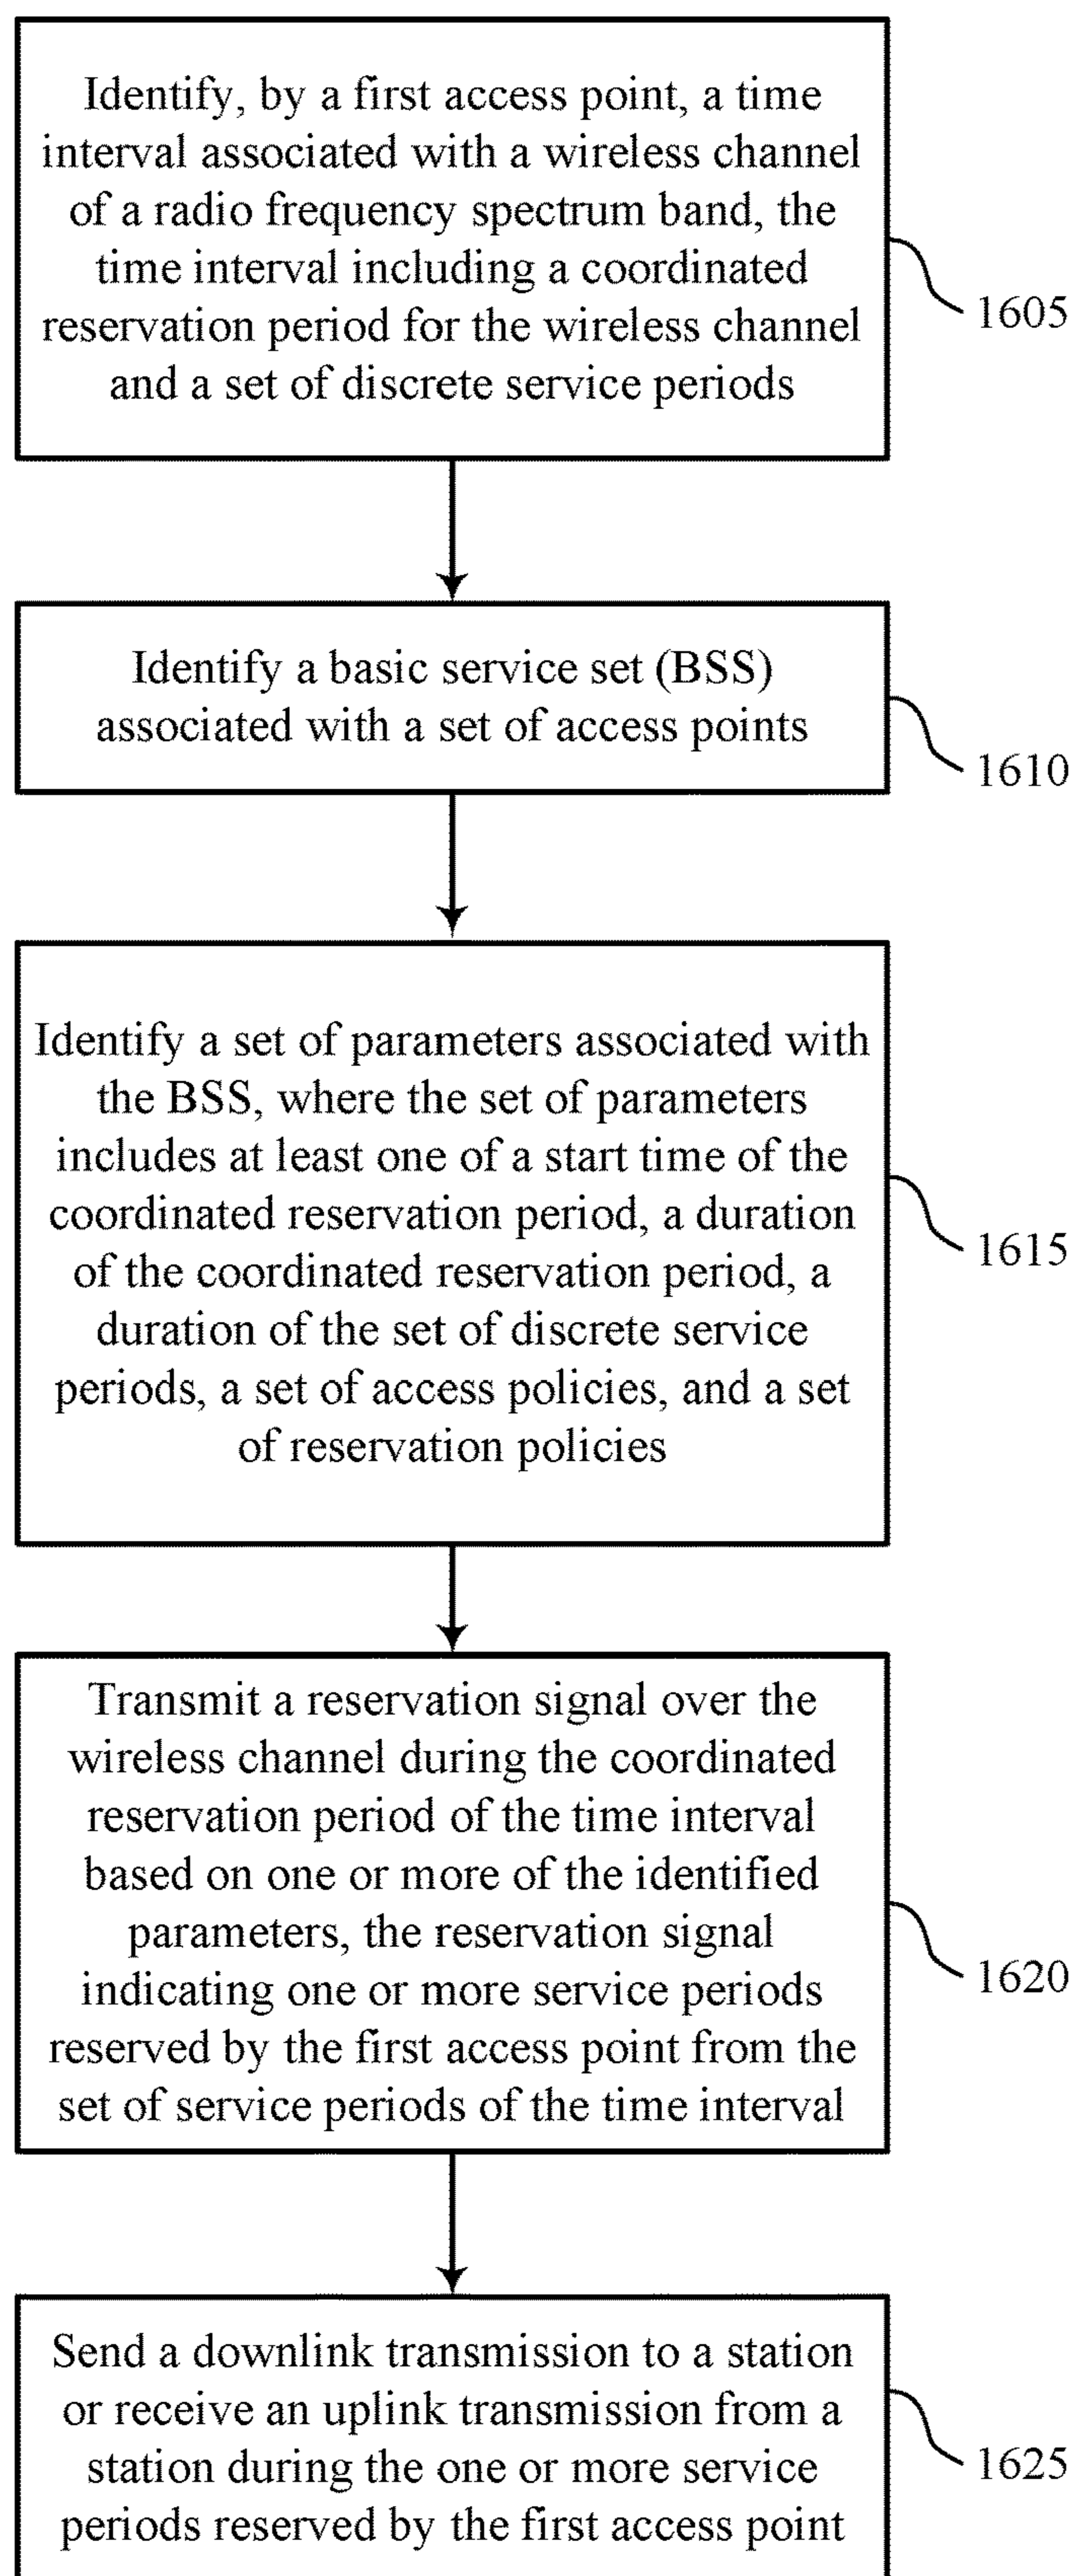 Identify, by a first access point, a time
interval associated with a wireless channel
of a radio frequency spectrum band, the
time interval including a coordinated
reservation period for the wireless channel
and a set of discrete service periods
1605
Identify a basic service set (BSS)
associated with a set of access points
1610
Identify a set of parameters associated with
the BSS, where the set of parameters
includes at least one of a start time of the
coordinated reservation period, a duration
of the coordinated reservation period, a
duration of the set of discrete service
periods, a set of access policies, and a set
of reservation policies
1615
Transmit a reservation signal over the
wireless channel during the coordinated
reservation period of the time interval
based on one or more of the identified
parameters, the reservation signal
indicating one or more service periods
reserved by the first access point from the
set of service periods of the time interval
1620
Send a downlink transmission to a station
or receive an uplink transmission from a
station during the one or more service
periods reserved by the first access point
1625